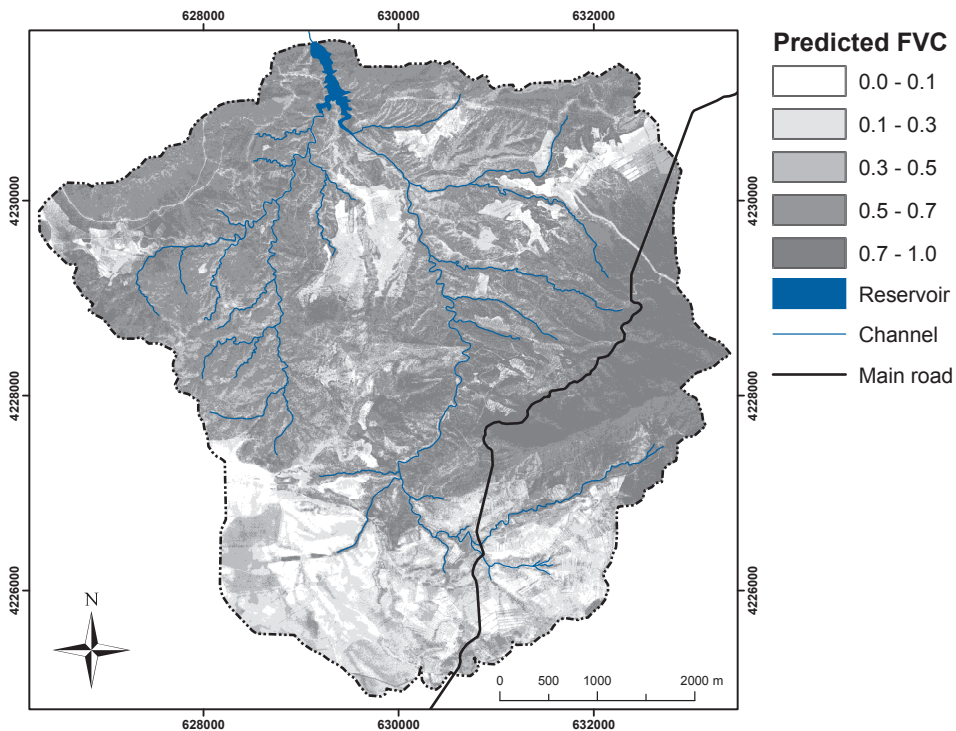 628000 630000 632000
Predicted FVC
0.0 - 0.1
0.1 - 0.3
0.3 - 0.5
0.5 - 0.7
0.7 - 1.0
Reservoir
Channel
Main road
4230000 4230000
4228000 4228000
4226000 4226000
N
0 500 1000 2000 m
628000 630000 632000